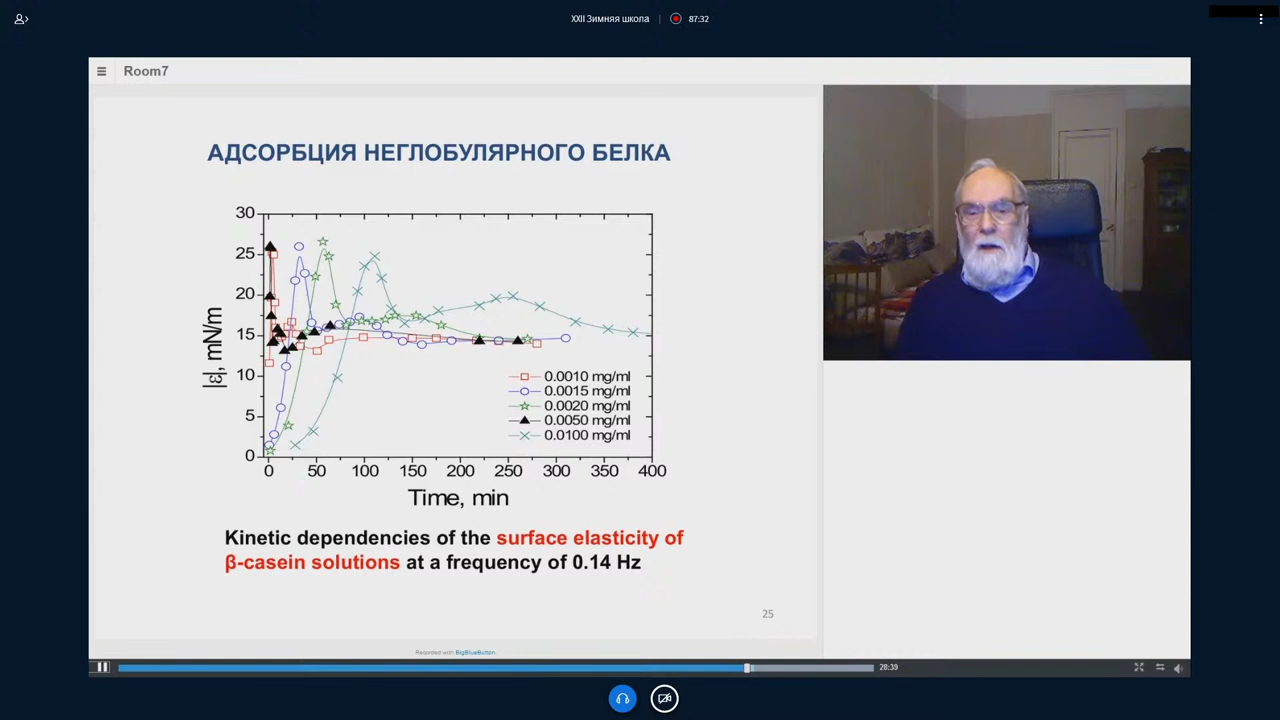 XXII Зимняя школа
87:32
Room7
АДСОРБЦИЯ НЕГЛОБУЛЯРНОГО БЕЛКА
30
25
20
15
10
5
0
|ε|, mN/m
0.0010 mg/ml
0.0015 mg/ml
0.0020 mg/ml
0.0050 mg/ml
0.0100 mg/ml
0 50 100 150 200 250 300 350 400
Time, min
Kinetic dependencies of the surface elasticity of
β-casein solutions at a frequency of 0.14 Hz
25
Recorded with BigBlueButton.
28:39